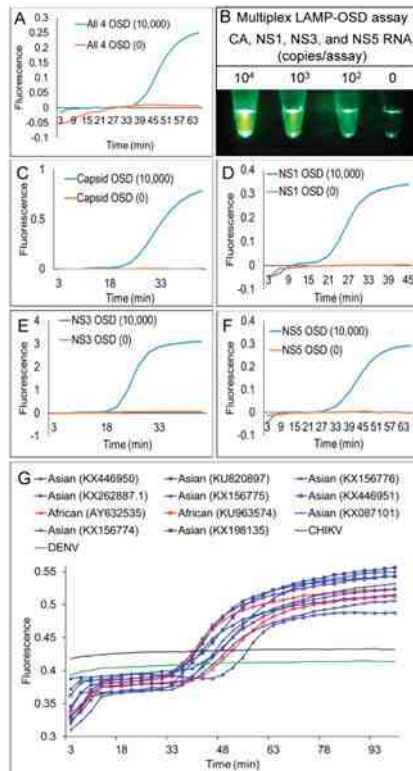 A
All 4 OSD (10,000)
All 4 OSD (0)
Fluorescence
0.25
0.2
0.15
0.1
0.05
0
-0.05
-0.1
3 9 15 21 27 33 39 45 51 57 63
Time (min)
B Multiplex LAMP-OSD assay
CA, NS1, NS3, and NS5 RNA
(copies/assay)
10⁴ 10³ 10² 0
C
Capsid OSD (10,000)
Capsid OSD (0)
Fluorescence
1
0.5
0
3 18 33
Time (min)
D
NS1 OSD (10,000)
NS1 OSD (0)
Fluorescence
0.4
0.3
0.2
0.1
0
-0.1
3 9 15 21 27 33 39 45
Time (min)
E
NS3 OSD (10,000)
NS3 OSD (0)
Fluorescence
4
3
2
1
0
-1
3 18 33
Time (min)
F
NS5 OSD (10,000)
NS5 OSD (0)
Fluorescence
0.4
0.3
0.2
0.1
0
-0.1
3 9 15 21 27 33 39 45 51 57
Time (min)
G
Asian (KX446950) Asian (KU820897) Asian (KX156776)
Asian (KX262887.1) Asian (KX156775) Asian (KX446951)
African (AY632535) African (KU963574) Asian (KX087101)
Asian (KX156774) Asian (KX198135) CHIKV
DENV
Fluorescence
0.55
0.5
0.45
0.4
0.35
0.3
3 18 33 48 63 78 93
Time (min)